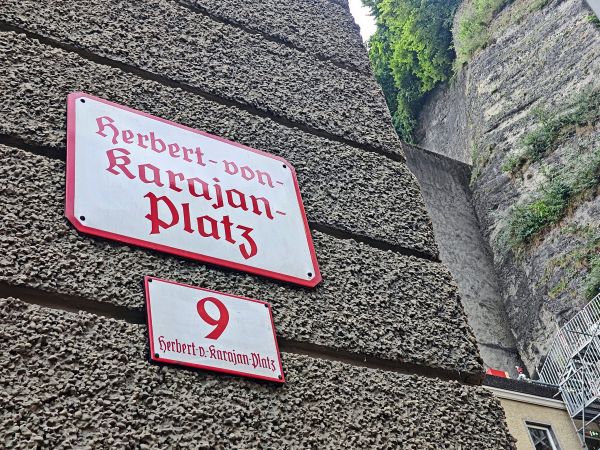 Herbert-von-
Karajan-
Platz
9
Herbert-v.-Karajan-Platz